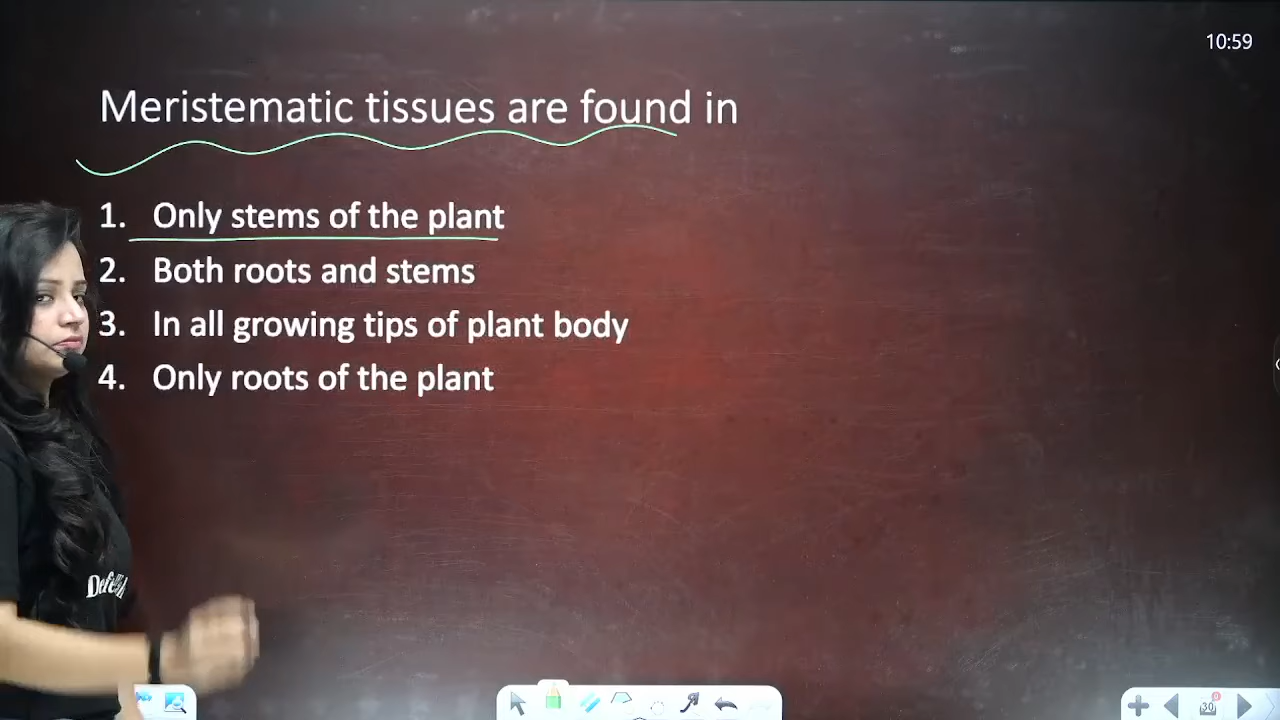 10:59
Meristematic tissues are found in
1. Only stems of the plant
2. Both roots and stems
3. In all growing tips of plant body
4. Only roots of the plant
30